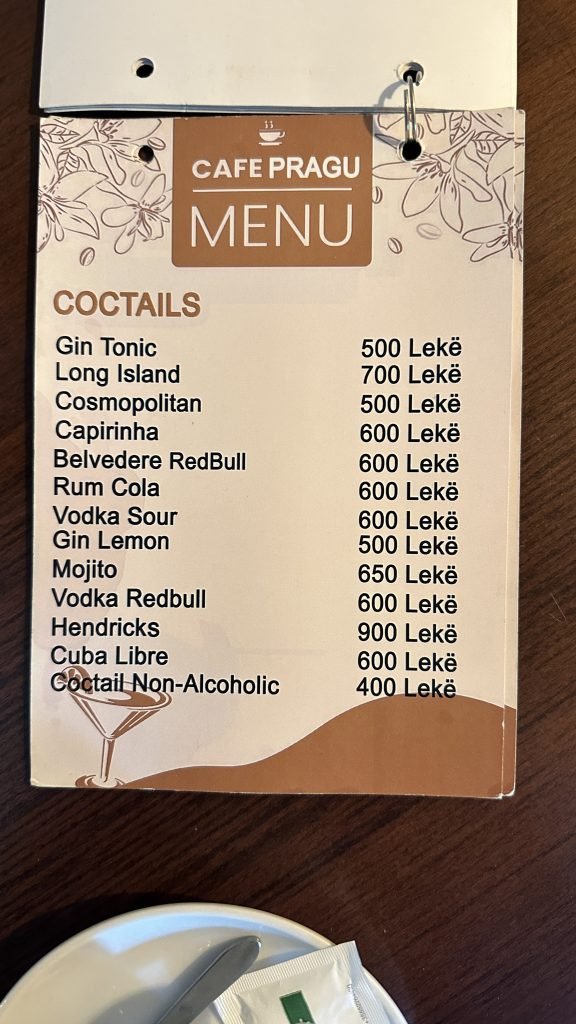 CAFE PRAGU
MENU
COCTAILS
Gin Tonic 500 Lekë
Long Island 700 Lekë
Cosmopolitan 500 Lekë
Capirinha 600 Lekë
Belvedere RedBull 600 Lekë
Rum Cola 600 Lekë
Vodka Sour 600 Lekë
Gin Lemon 500 Lekë
Mojito 650 Lekë
Vodka Redbull 600 Lekë
Hendricks 900 Lekë
Cuba Libre 600 Lekë
Coctail Non-Alcoholic 400 Lekë